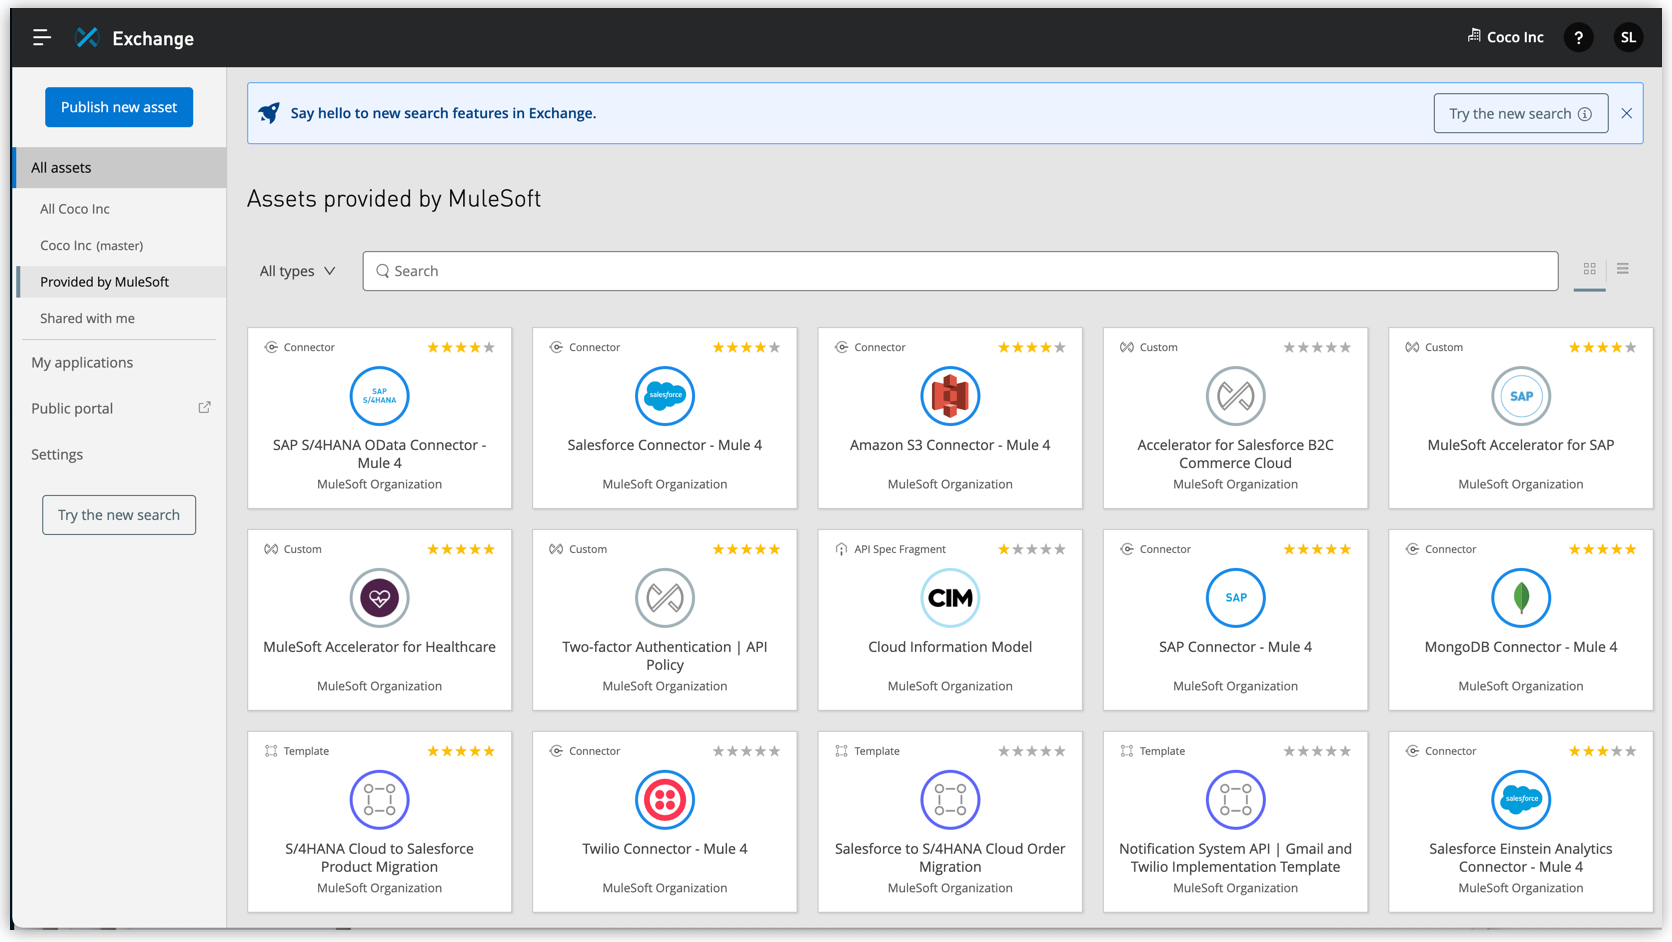 Exchange
Coco Inc
?
SL
Publish new asset
All assets
All Coco Inc
Coco Inc (master)
Provided by MuleSoft
Shared with me
My applications
Public portal
Settings
Try the new search
Say hello to new search features in Exchange.
Try the new search
Assets provided by MuleSoft
All types
Search
Connector
SAP
S/4HANA
SAP S/4HANA OData Connector -
Mule 4
MuleSoft Organization
Connector
salesforce
Salesforce Connector - Mule 4
MuleSoft Organization
Connector
Amazon S3 Connector - Mule 4
MuleSoft Organization
Custom
Accelerator for Salesforce B2C
Commerce Cloud
MuleSoft Organization
Custom
SAP
MuleSoft Accelerator for SAP
MuleSoft Organization
Custom
MuleSoft Accelerator for Healthcare
MuleSoft Organization
Custom
Two-factor Authentication | API
Policy
MuleSoft Organization
API Spec Fragment
CIM
Cloud Information Model
MuleSoft Organization
Connector
SAP
SAP Connector - Mule 4
MuleSoft Organization
Connector
MongoDB Connector - Mule 4
MuleSoft Organization
Template
S/4HANA Cloud to Salesforce
Product Migration
MuleSoft Organization
Connector
Twilio Connector - Mule 4
MuleSoft Organization
Template
Salesforce to S/4HANA Cloud Order
Migration
MuleSoft Organization
Template
Notification System API | Gmail and
Twilio Implementation Template
MuleSoft Organization
Connector
salesforce
Salesforce Einstein Analytics
Connector - Mule 4
MuleSoft Organization